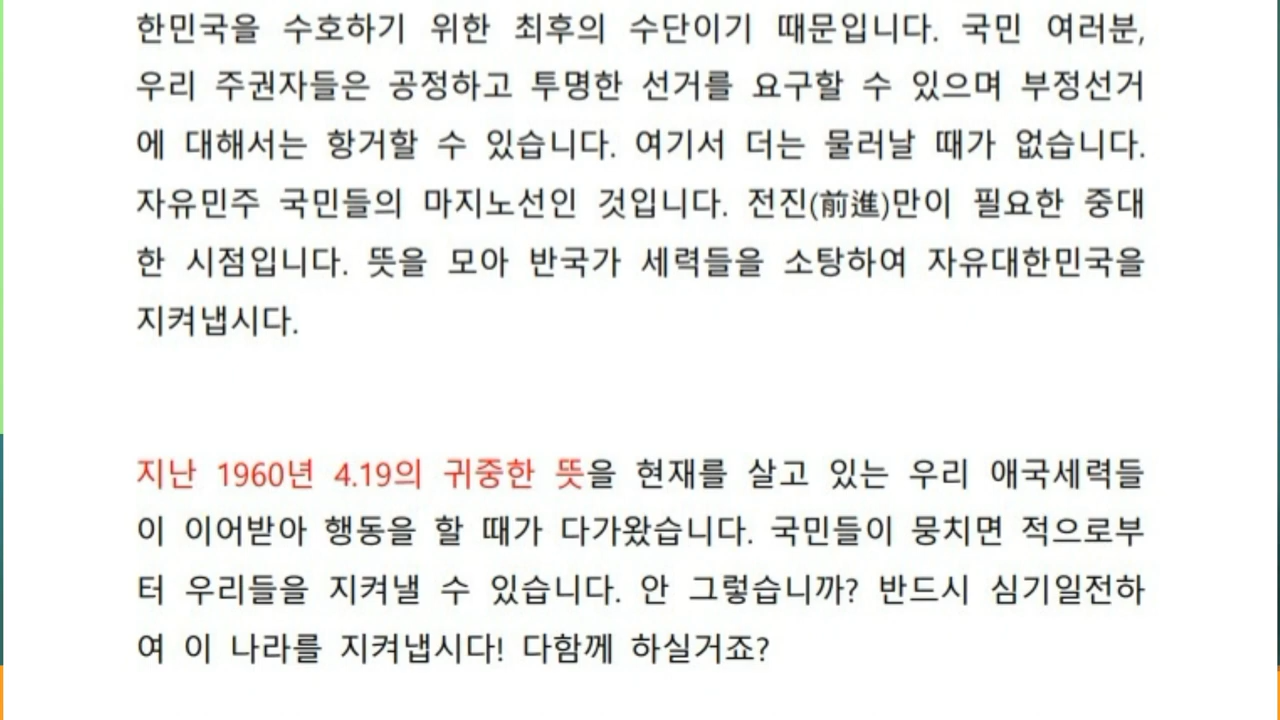 한민국을 수호하기 위한 최후의 수단이기 때문입니다. 국민 여러분,
우리 주권자들은 공정하고 투명한 선거를 요구할 수 있으며 부정선거
에 대해서는 항거할 수 있습니다. 여기서 더는 물러날 때가 없습니다.
자유민주 국민들의 마지노선인 것입니다. 전진(前進)만이 필요한 중대
한 시점입니다. 뜻을 모아 반국가 세력들을 소탕하여 자유대한민국을
지켜냅시다.
지난 1960년 4.19의 귀중한 뜻을 현재를 살고 있는 우리 애국세력들
이 이어받아 행동을 할 때가 다가왔습니다. 국민들이 뭉치면 적으로부
터 우리들을 지켜낼 수 있습니다. 안 그렇습니까? 반드시 심기일전하
여 이 나라를 지켜냅시다! 다함께 하실거죠?